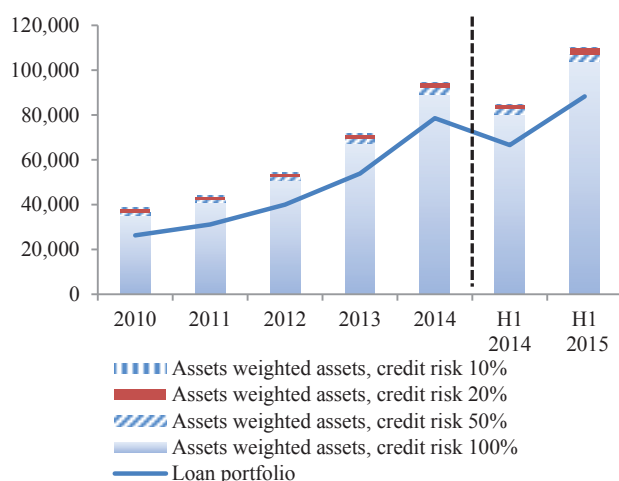 120,000
100,000
80,000
60,000
40,000
20,000
0
2010 2011 2012 2013 2014 H1 H1
2014 2015
Assets weighted assets, credit risk 10%
Assets weighted assets, credit risk 20%
Assets weighted assets, credit risk 50%
Assets weighted assets, credit risk 100%
Loan portfolio